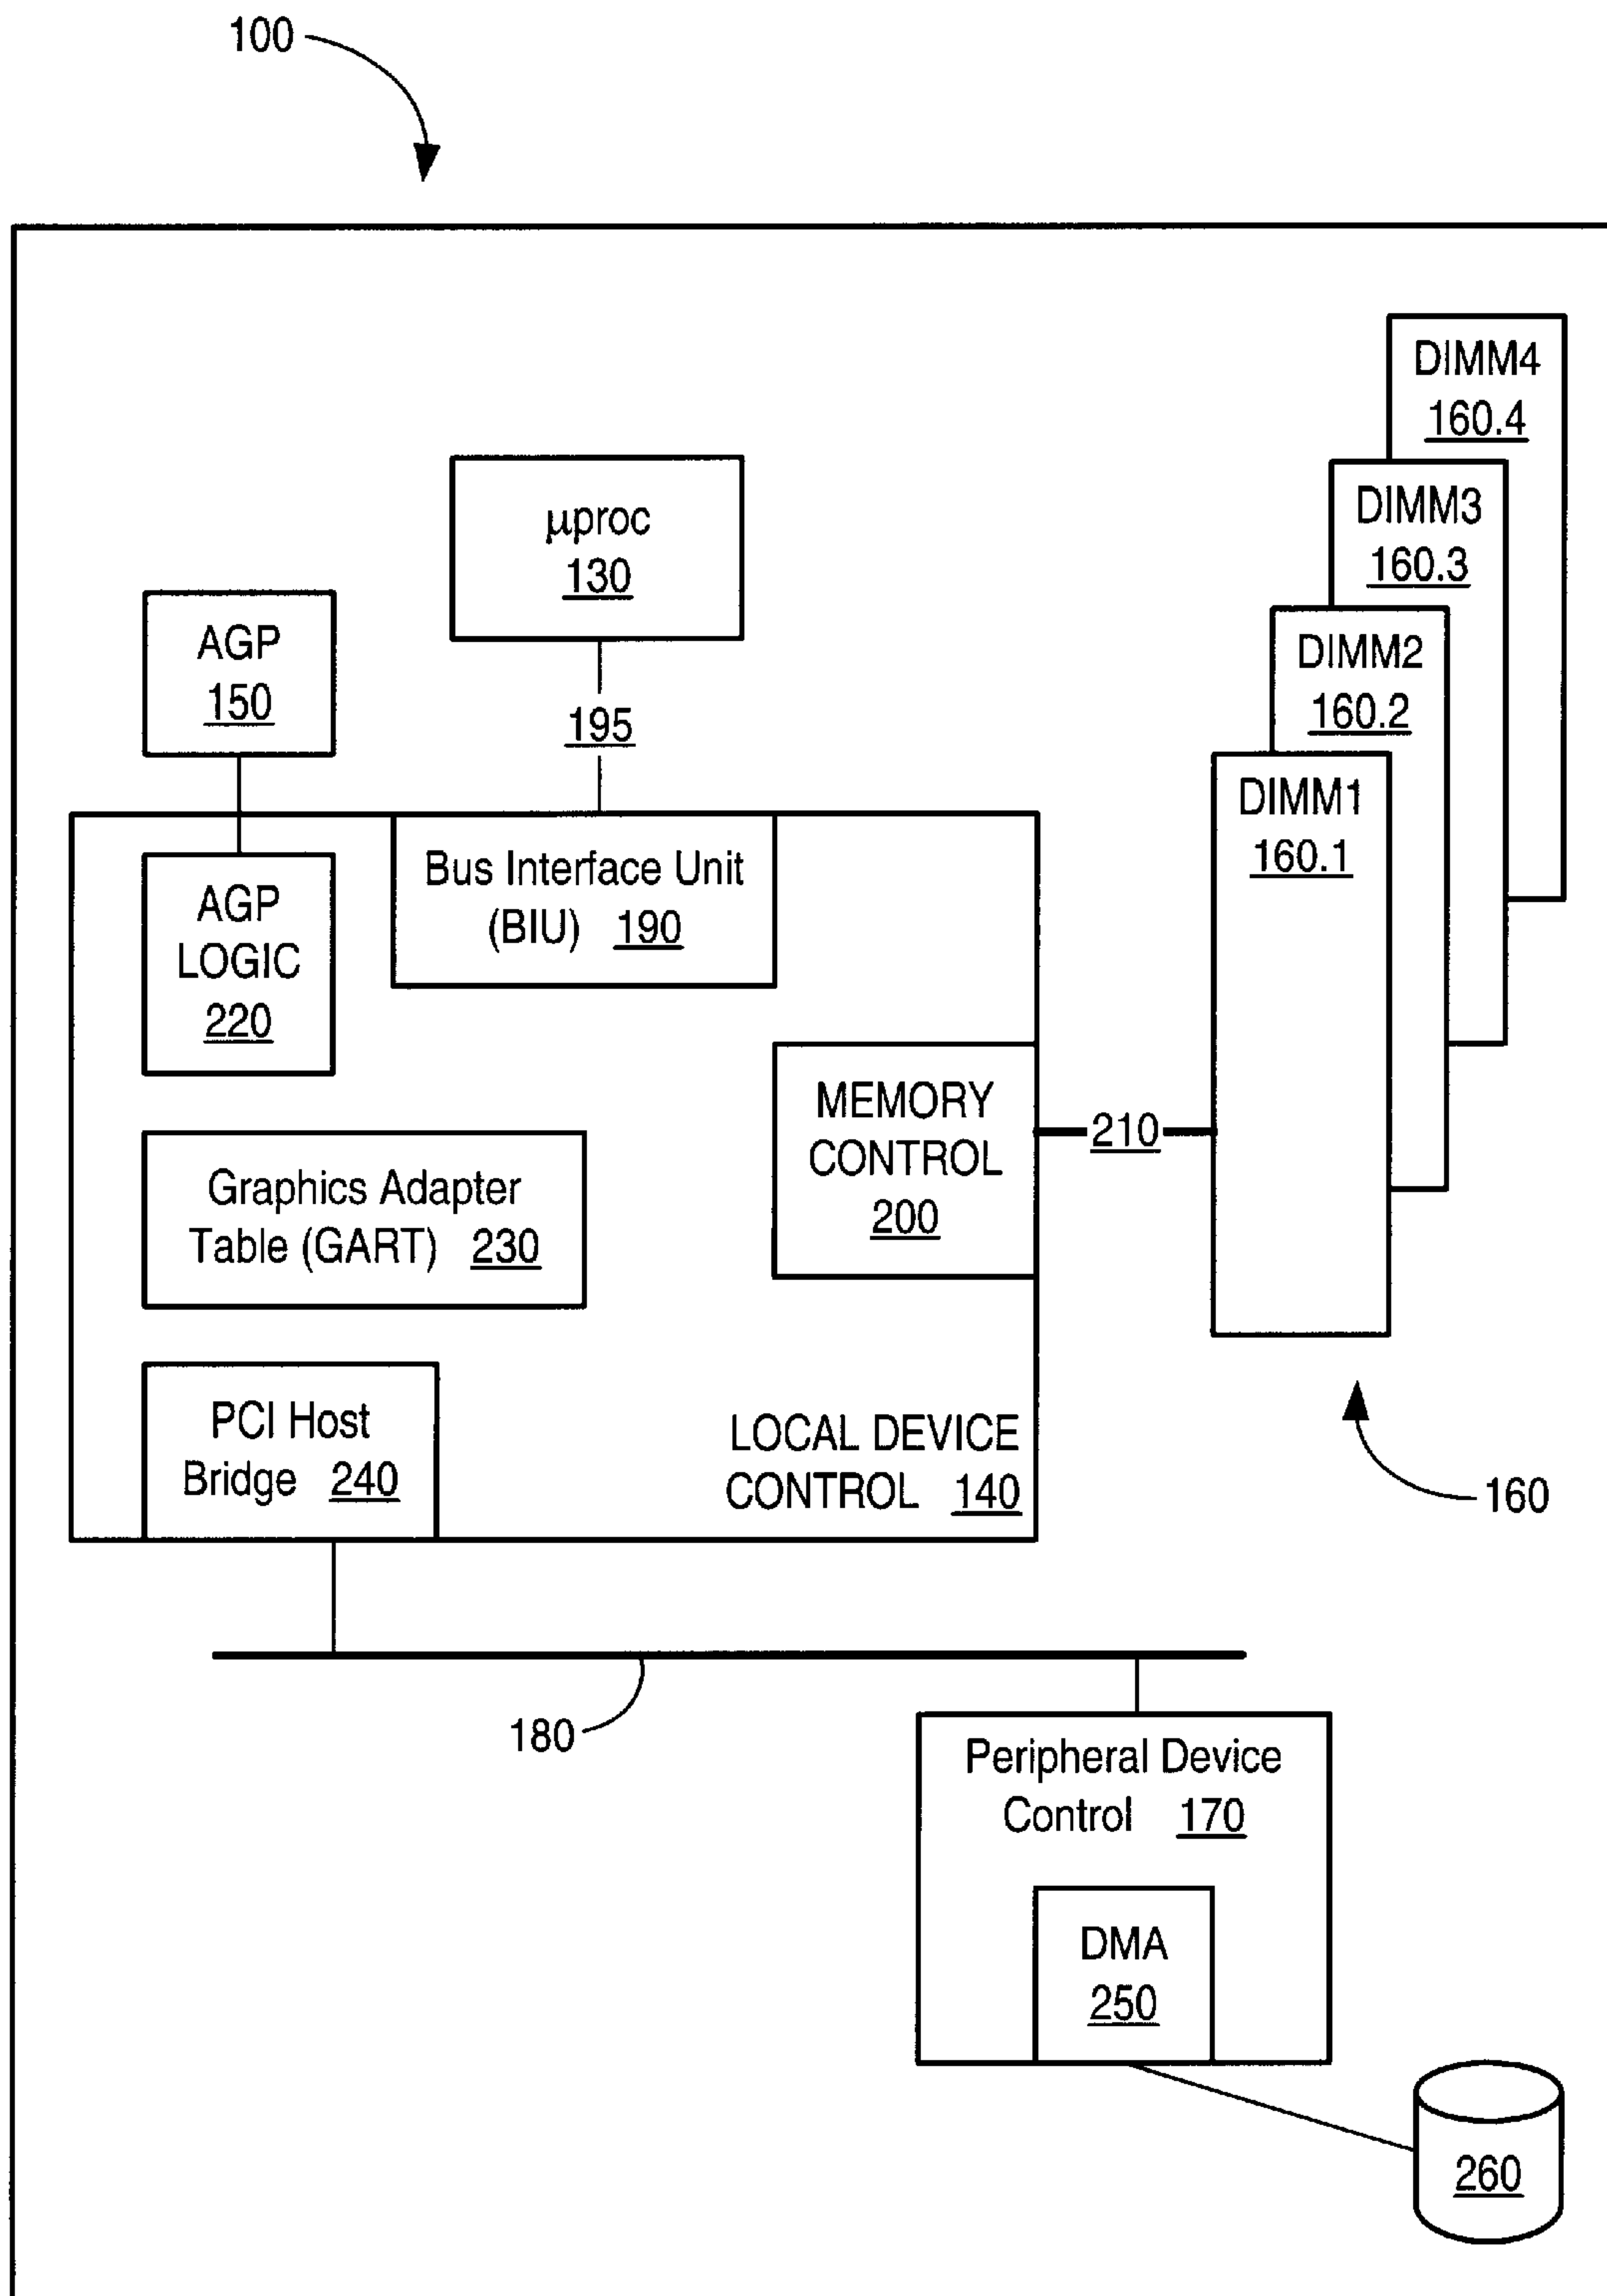 100
DIMM4
160.4
DIMM3
160.3
DIMM2
160.2
DIMM1
160.1
µproc
130
195
AGP
150
AGP
LOGIC
220
Bus Interface Unit
(BIU) 190
MEMORY
CONTROL
200
210
Graphics Adapter
Table (GART) 230
PCI Host
Bridge 240
LOCAL DEVICE
CONTROL 140
160
180
Peripheral Device
Control 170
DMA
250
260